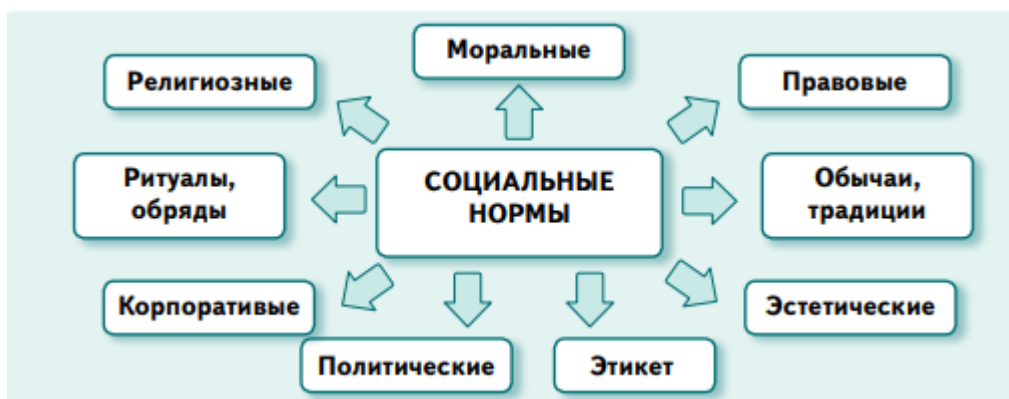 Моральные
Религиозные
Правовые
СОЦИАЛЬНЫЕ
НОРМЫ
Ритуалы,
обряды
Обычаи,
традиции
Корпоративые
Эстетические
Политические
Этикет